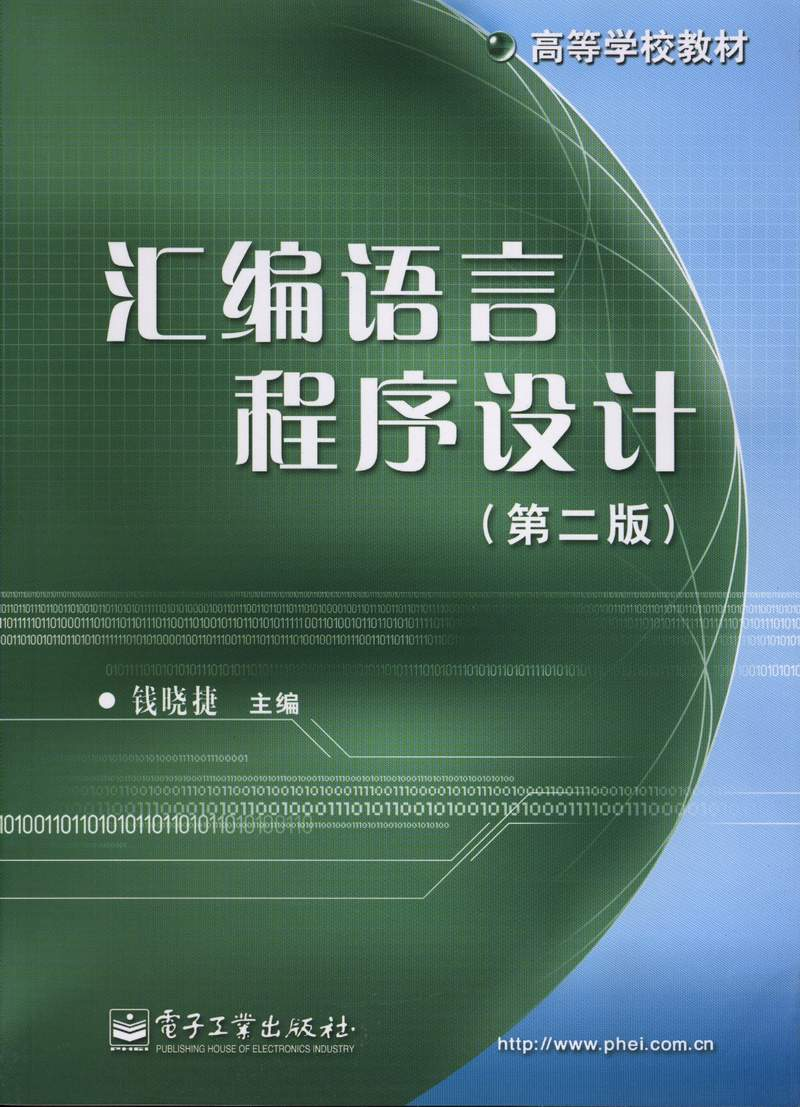 高等学校教材
汇编语言
程序设计
（第二版）
钱晓捷 主编
PHEI
電子工業出版社
PUBLISHING HOUSE OF ELECTRONICS INDUSTRY
http://www.phei.com.cn